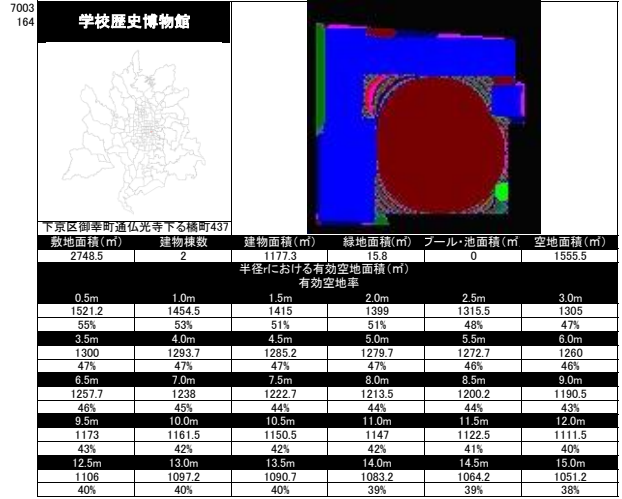 7003
164
学校歴史博物館
下京区御幸町通仏光寺下る橘町437
敷地面積(㎡) 建物棟数 建物面積(㎡) 緑地面積(㎡) プール・池面積(㎡ 空地面積(㎡)
2748.5 2 1177.3 15.8 0 1555.5
半径rにおける有効空地面積(㎡)
有効空地率
0.5m 1.0m 1.5m 2.0m 2.5m 3.0m
1521.2 1454.5 1415 1399 1315.5 1305
55% 53% 51% 51% 48% 47%
3.5m 4.0m 4.5m 5.0m 5.5m 6.0m
1300 1293.7 1285.2 1279.7 1272.7 1260
47% 47% 47% 47% 46% 46%
6.5m 7.0m 7.5m 8.0m 8.5m 9.0m
1257.7 1238 1222.7 1213.5 1200.2 1190.5
46% 45% 44% 44% 44% 43%
9.5m 10.0m 10.5m 11.0m 11.5m 12.0m
1173 1161.5 1150.5 1147 1122.5 1111.5
43% 42% 42% 42% 41% 40%
12.5m 13.0m 13.5m 14.0m 14.5m 15.0m
1106 1097.2 1090.7 1083.2 1064.2 1051.2
40% 40% 40% 39% 39% 38%